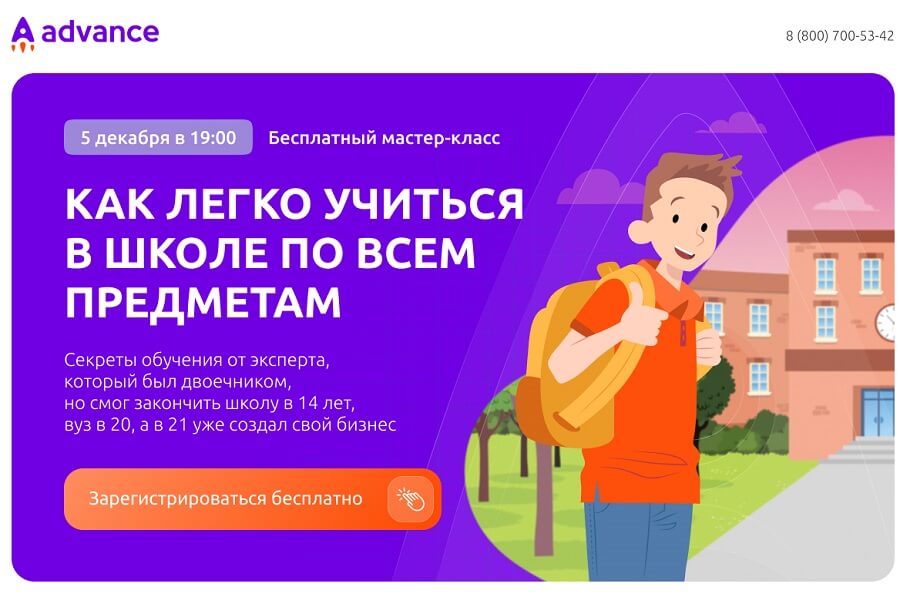 advance
8 (800) 700-53-42
5 декабря в 19:00
Бесплатный мастер-класс
КАК ЛЕГКО УЧИТЬСЯ
В ШКОЛЕ ПО ВСЕМ
ПРЕДМЕТАМ
Секреты обучения от эксперта,
который был двоечником,
но смог закончить школу в 14 лет,
вуз в 20, а в 21 уже создал свой бизнес
Зарегистрироваться бесплатно